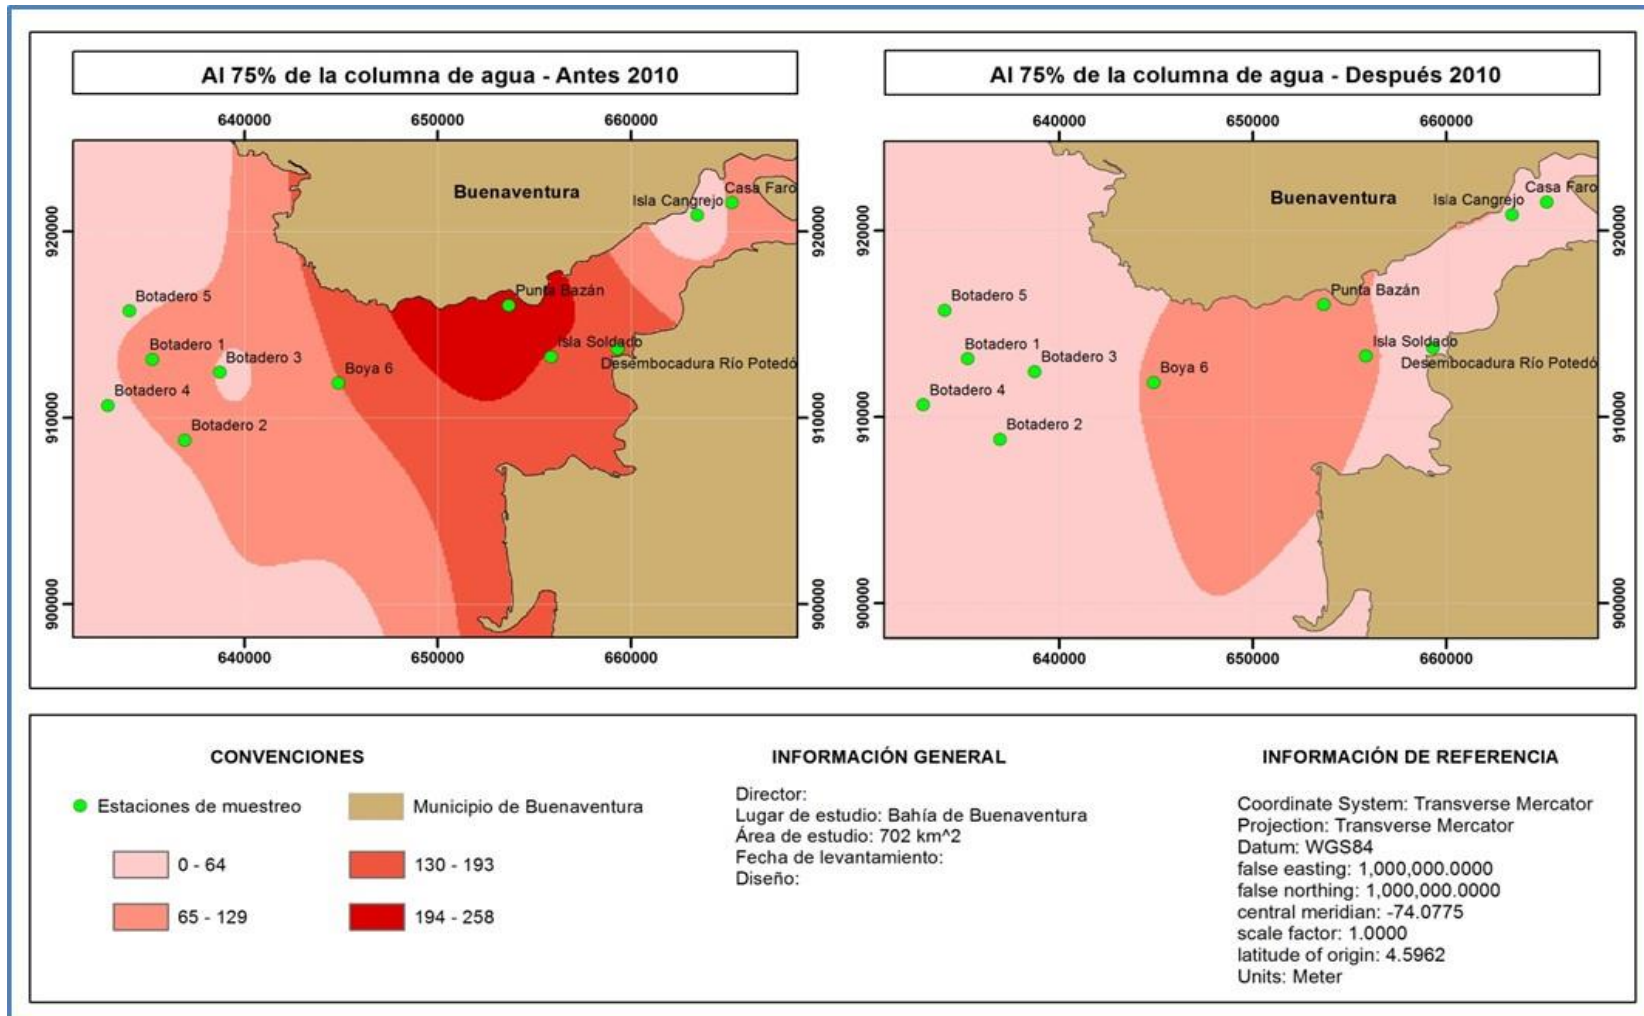 Al 75% de la columna de agua - Antes 2010
640000 650000 660000
Buenaventura
Casa Faro
Isla Cangrejo
920000 920000
Botadero 5
Punta Bazán
Botadero 1
Isla Soldado
Botadero 3
Desembocadura Río Potedó
Boya 6
Botadero 4
910000 910000
Botadero 2
900000 900000
640000 650000 660000
Al 75% de la columna de agua - Después 2010
640000 650000 660000
Buenaventura
Casa Faro
Isla Cangrejo
920000 920000
Botadero 5
Punta Bazán
Botadero 1
Isla Soldado
Botadero 3
Desembocadura Río Potedó
Boya 6
Botadero 4
910000 910000
Botadero 2
900000 900000
640000 650000 660000
CONVENCIONES
Estaciones de muestreo
Municipio de Buenaventura
0 - 64
130 - 193
65 - 129
194 - 258
INFORMACIÓN GENERAL
Director:
Lugar de estudio: Bahía de Buenaventura
Área de estudio: 702 km^2
Fecha de levantamiento:
Diseño:
INFORMACIÓN DE REFERENCIA
Coordinate System: Transverse Mercator
Projection: Transverse Mercator
Datum: WGS84
false easting: 1,000,000.0000
false northing: 1,000,000.0000
central meridian: -74.0775
scale factor: 1.0000
latitude of origin: 4.5962
Units: Meter